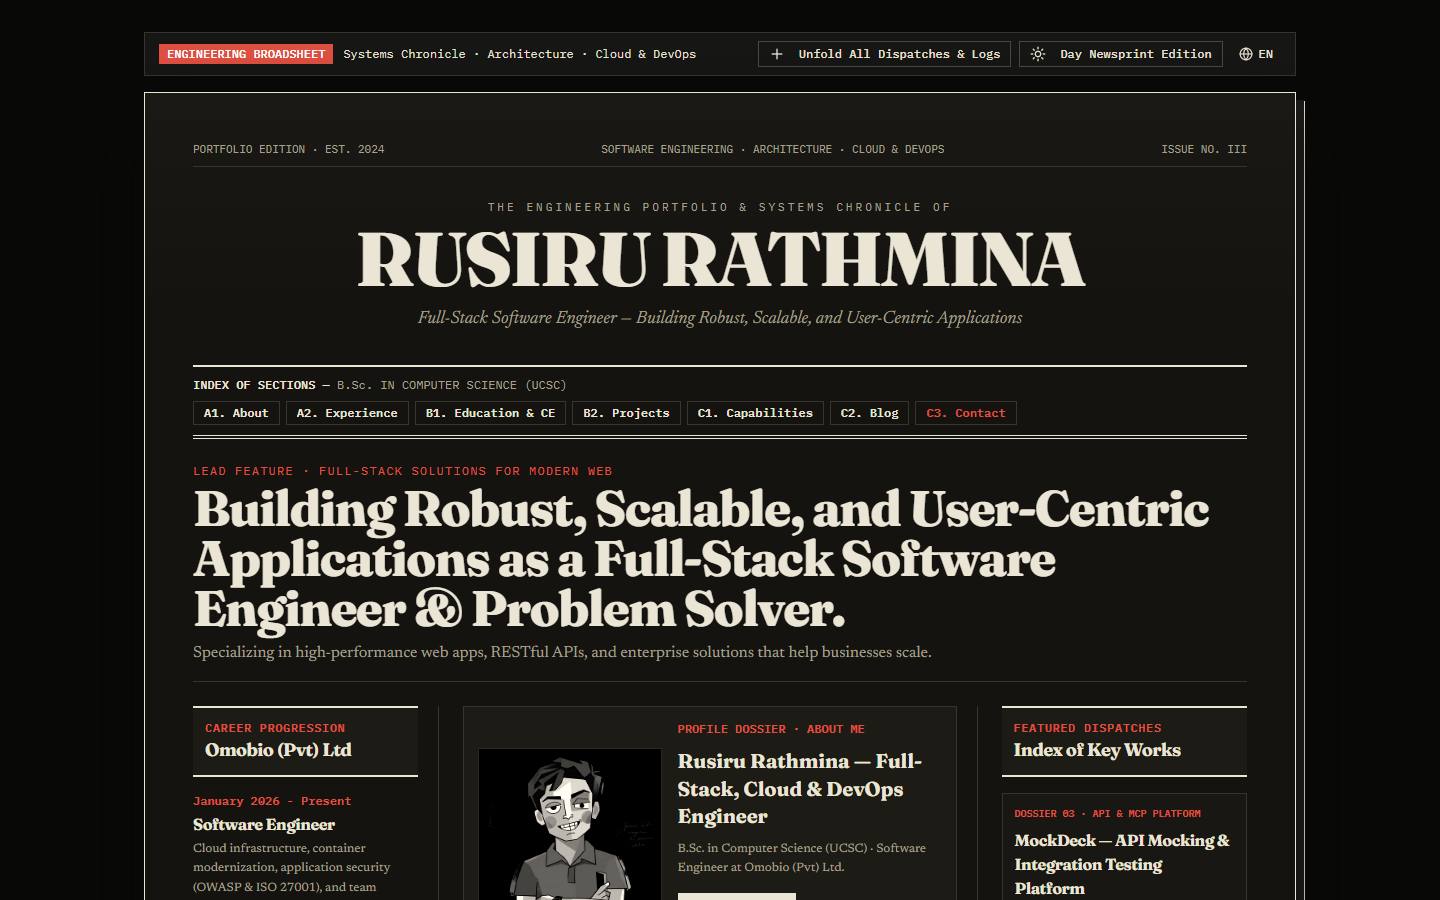 ENGINEERING BROADSHEET Systems Chronicle · Architecture · Cloud & DevOps
Unfold All Dispatches & Logs
Day Newsprint Edition
EN
PORTFOLIO EDITION · EST. 2024
SOFTWARE ENGINEERING · ARCHITECTURE · CLOUD & DEVOPS
ISSUE NO. III
THE ENGINEERING PORTFOLIO & SYSTEMS CHRONICLE OF
RUSIRU RATHMINA
Full-Stack Software Engineer — Building Robust, Scalable, and User-Centric Applications
INDEX OF SECTIONS — B.Sc. IN COMPUTER SCIENCE (UCSC)
A1. About
A2. Experience
B1. Education & CE
B2. Projects
C1. Capabilities
C2. Blog
C3. Contact
LEAD FEATURE · FULL-STACK SOLUTIONS FOR MODERN WEB
Building Robust, Scalable, and User-Centric
Applications as a Full-Stack Software
Engineer & Problem Solver.
Specializing in high-performance web apps, RESTful APIs, and enterprise solutions that help businesses scale.
CAREER PROGRESSION
Omobio (Pvt) Ltd
January 2026 - Present
Software Engineer
Cloud infrastructure, container
modernization, application security
(OWASP & ISO 27001), and team
PROFILE DOSSIER · ABOUT ME
Rusiru Rathmina — Full-
Stack, Cloud & DevOps
Engineer
B.Sc. in Computer Science (UCSC) · Software
Engineer at Omobio (Pvt) Ltd.
FEATURED DISPATCHES
Index of Key Works
DOSSIER 03 · API & MCP PLATFORM
MockDeck — API Mocking &
Integration Testing
Platform